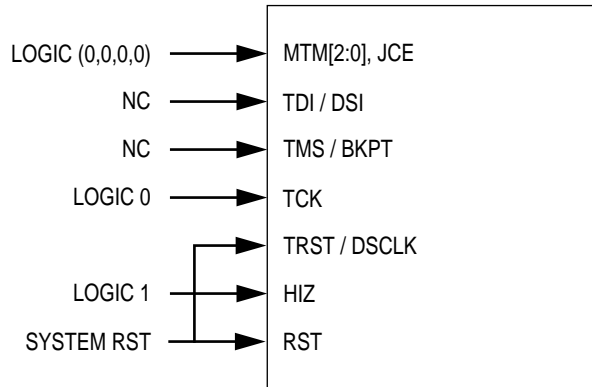 LOGIC (0,0,0,0) MTM[2:0], JCE
NC TDI / DSI
NC TMS / BKPT
LOGIC 0 TCK
TRST / DSCLK
LOGIC 1 HIZ
SYSTEM RST RST